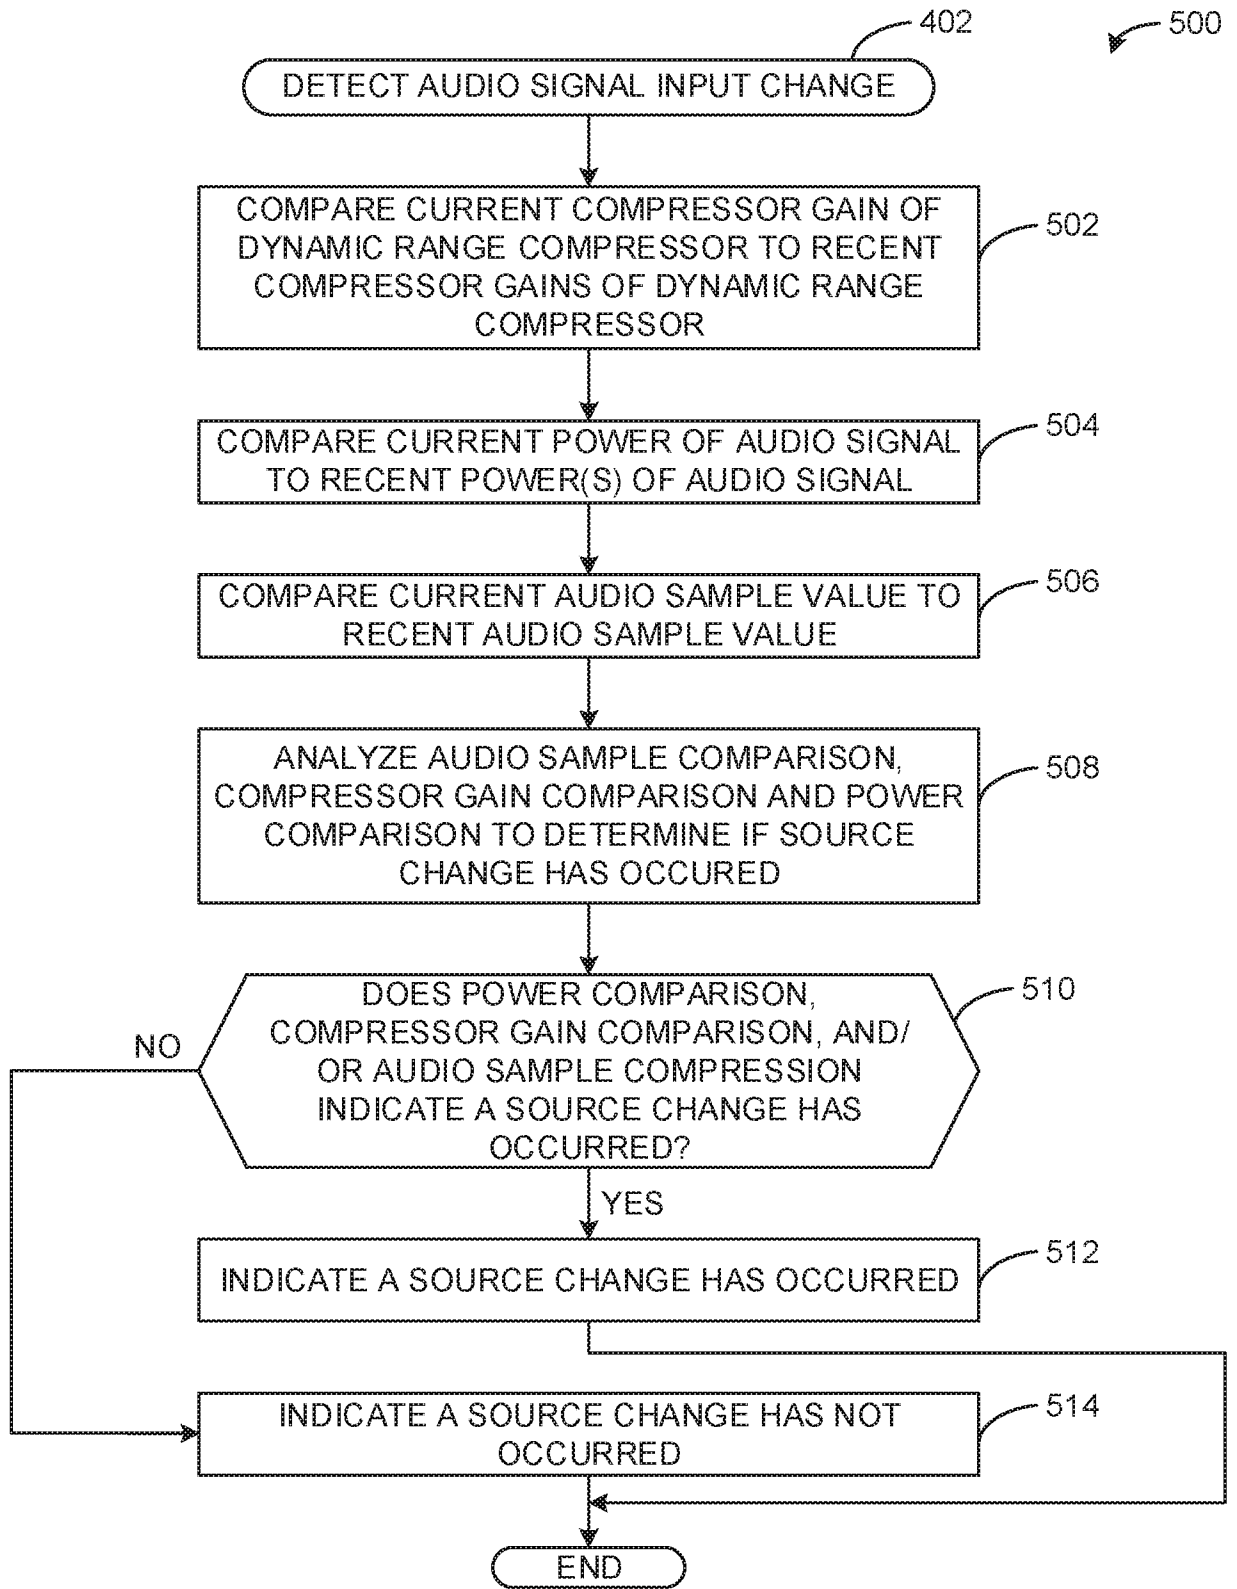 402
500
DETECT AUDIO SIGNAL INPUT CHANGE
COMPARE CURRENT COMPRESSOR GAIN OF
DYNAMIC RANGE COMPRESSOR TO RECENT
COMPRESSOR GAINS OF DYNAMIC RANGE
COMPRESSOR
502
COMPARE CURRENT POWER OF AUDIO SIGNAL
TO RECENT POWER(S) OF AUDIO SIGNAL
504
COMPARE CURRENT AUDIO SAMPLE VALUE TO
RECENT AUDIO SAMPLE VALUE
506
ANALYZE AUDIO SAMPLE COMPARISON,
COMPRESSOR GAIN COMPARISON AND POWER
COMPARISON TO DETERMINE IF SOURCE
CHANGE HAS OCCURED
508
DOES POWER COMPARISON,
COMPRESSOR GAIN COMPARISON, AND/
OR AUDIO SAMPLE COMPRESSION
INDICATE A SOURCE CHANGE HAS
OCCURRED?
510
NO
YES
INDICATE A SOURCE CHANGE HAS OCCURRED
512
INDICATE A SOURCE CHANGE HAS NOT
OCCURRED
514
END